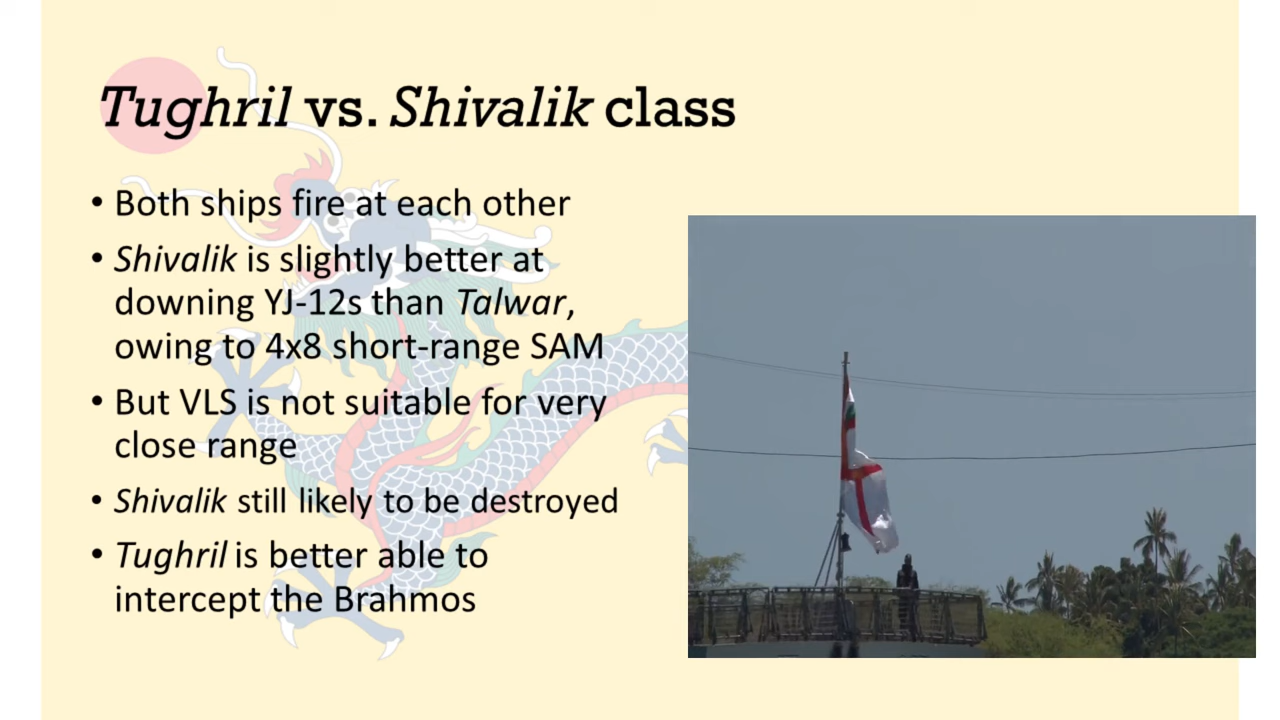 Tughril vs. Shivalik class
• Both ships fire at each other
• Shivalik is slightly better at
downing YJ-12s than Talwar,
owing to 4x8 short-range SAM
• But VLS is not suitable for very
close range
• Shivalik still likely to be destroyed
• Tughril is better able to
intercept the Brahmos